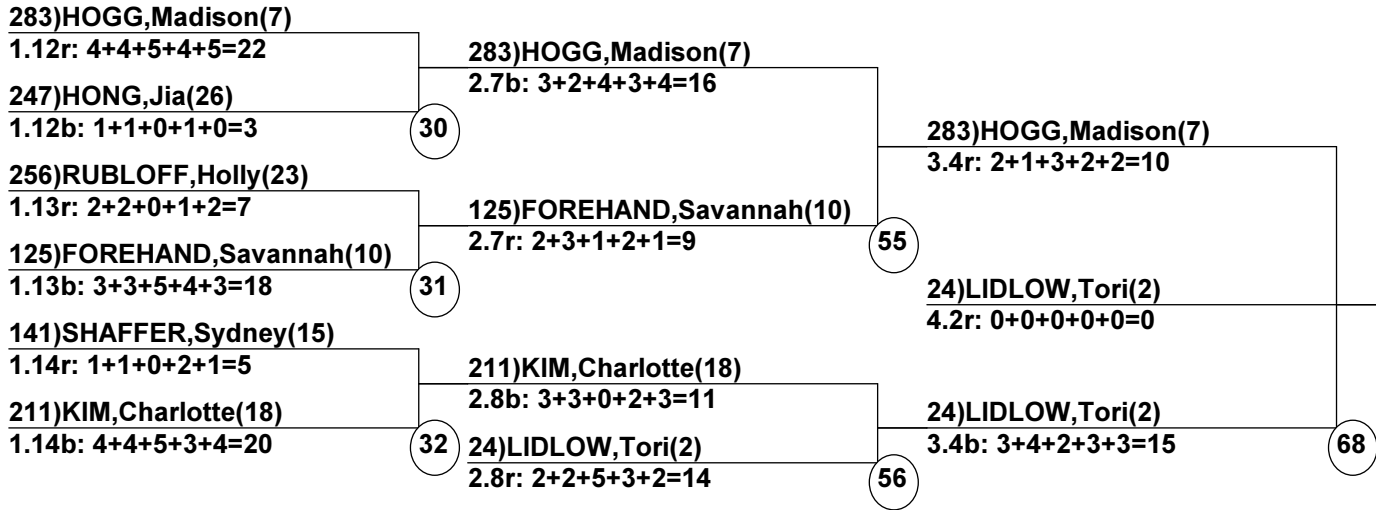 283)HOGG,Madison(7)
1.12r: 4+4+5+4+5=22
247)HONG,Jia(26)
1.12b: 1+1+0+1+0=3
30
256)RUBLOFF,Holly(23)
1.13r: 2+2+0+1+2=7
125)FOREHAND,Savannah(10)
1.13b: 3+3+5+4+3=18
31
141)SHAFFER,Sydney(15)
1.14r: 1+1+0+2+1=5
211)KIM,Charlotte(18)
1.14b: 4+4+5+3+4=20
32
283)HOGG,Madison(7)
2.7b: 3+2+4+3+4=16
125)FOREHAND,Savannah(10)
2.7r: 2+3+1+2+1=9
55
211)KIM,Charlotte(18)
2.8b: 3+3+0+2+3=11
24)LIDLOW,Tori(2)
2.8r: 2+2+5+3+2=14
56
283)HOGG,Madison(7)
3.4r: 2+1+3+2+2=10
24)LIDLOW,Tori(2)
4.2r: 0+0+0+0+0=0
24)LIDLOW,Tori(2)
3.4b: 3+4+2+3+3=15
68